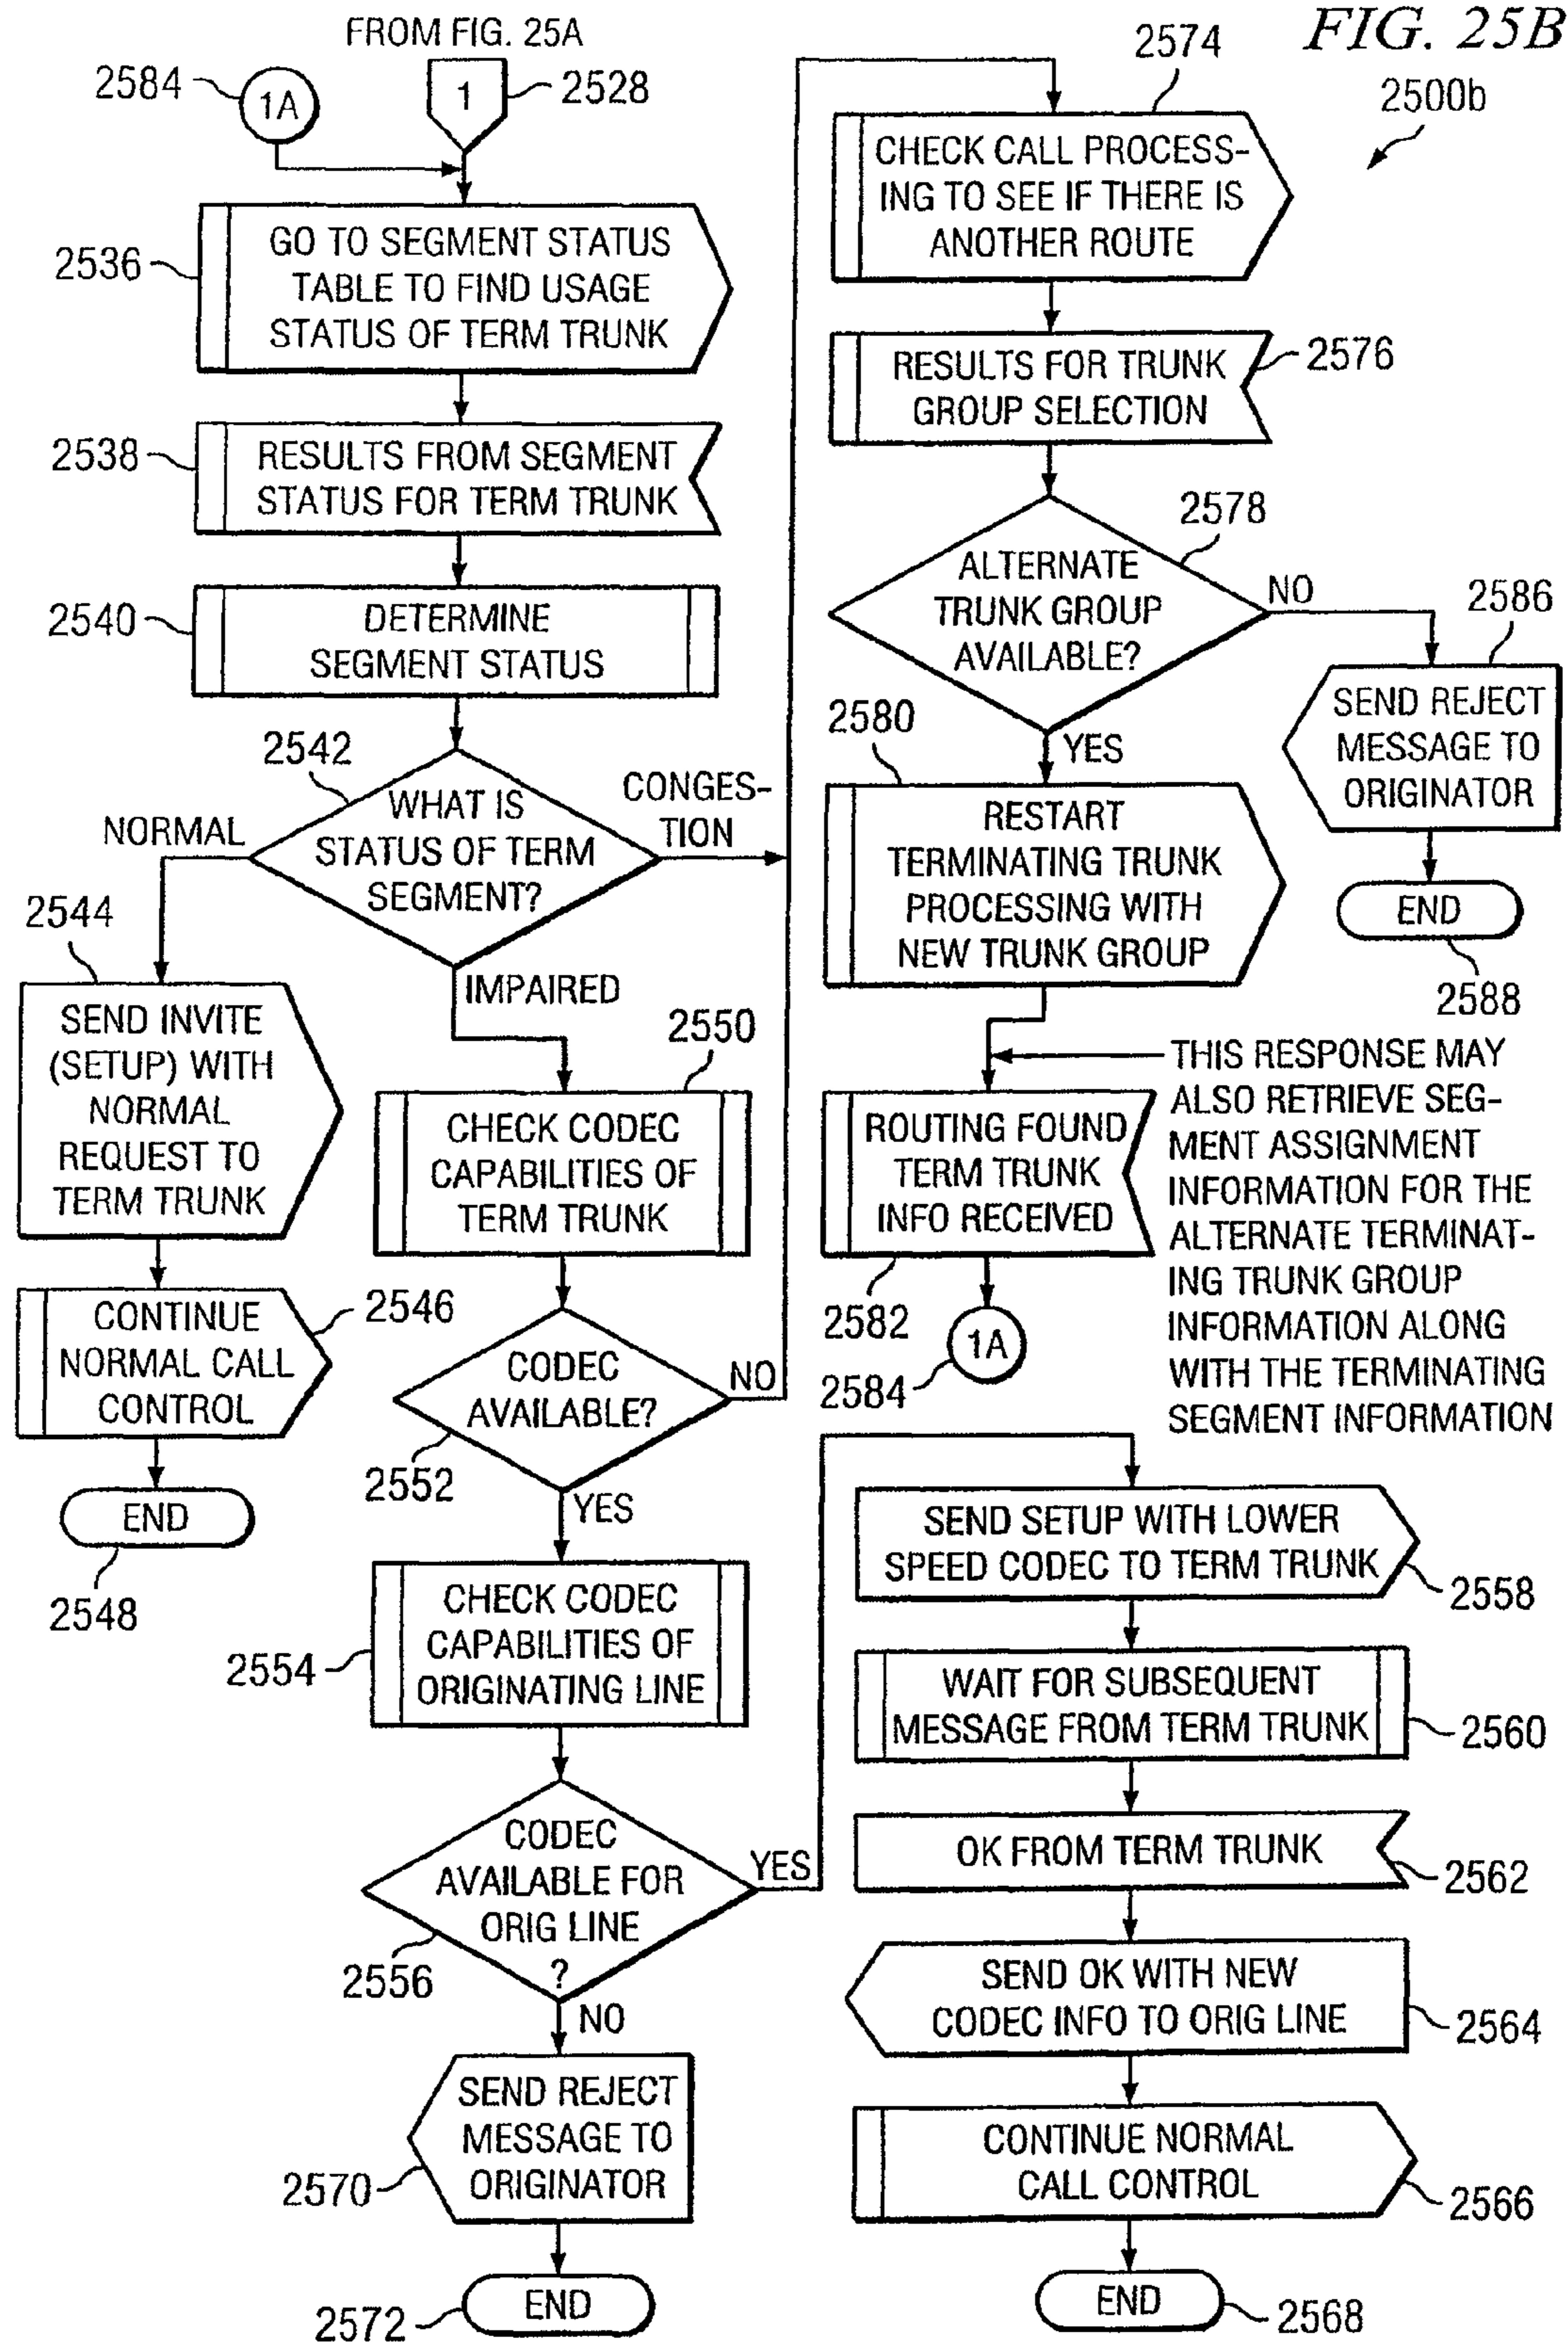 FIG. 25B
2500b
FROM FIG. 25A
2584
1A
1
2528
2536
GO TO SEGMENT STATUS
TABLE TO FIND USAGE
STATUS OF TERM TRUNK
2538
RESULTS FROM SEGMENT
STATUS FOR TERM TRUNK
2540
DETERMINE
SEGMENT STATUS
2542
WHAT IS
STATUS OF TERM
SEGMENT?
NORMAL
CONGES-
TION
IMPAIRED
2544
SEND INVITE
(SETUP) WITH
NORMAL
REQUEST TO
TERM TRUNK
2546
CONTINUE
NORMAL CALL
CONTROL
END
2548
2550
CHECK CODEC
CAPABILITIES OF
TERM TRUNK
CODEC
AVAILABLE?
NO
2552
YES
CHECK CODEC
CAPABILITIES OF
ORIGINATING LINE
2554
CODEC
AVAILABLE FOR
ORIG LINE
?
YES
2556
NO
SEND REJECT
MESSAGE TO
ORIGINATOR
2570
END
2572
2574
CHECK CALL PROCESS-
ING TO SEE IF THERE IS
ANOTHER ROUTE
RESULTS FOR TRUNK
GROUP SELECTION
2576
2578
ALTERNATE
TRUNK GROUP
AVAILABLE?
NO
2586
SEND REJECT
MESSAGE TO
ORIGINATOR
END
2588
YES
2580
RESTART
TERMINATING TRUNK
PROCESSING WITH
NEW TRUNK GROUP
THIS RESPONSE MAY
ALSO RETRIEVE SEG-
MENT ASSIGNMENT
INFORMATION FOR THE
ALTERNATE TERMINAT-
ING TRUNK GROUP
INFORMATION ALONG
WITH THE TERMINATING
SEGMENT INFORMATION
ROUTING FOUND
TERM TRUNK
INFO RECEIVED
2582
1A
2584
SEND SETUP WITH LOWER
SPEED CODEC TO TERM TRUNK
2558
WAIT FOR SUBSEQUENT
MESSAGE FROM TERM TRUNK
2560
OK FROM TERM TRUNK
2562
SEND OK WITH NEW
CODEC INFO TO ORIG LINE
2564
CONTINUE NORMAL
CALL CONTROL
2566
END
2568